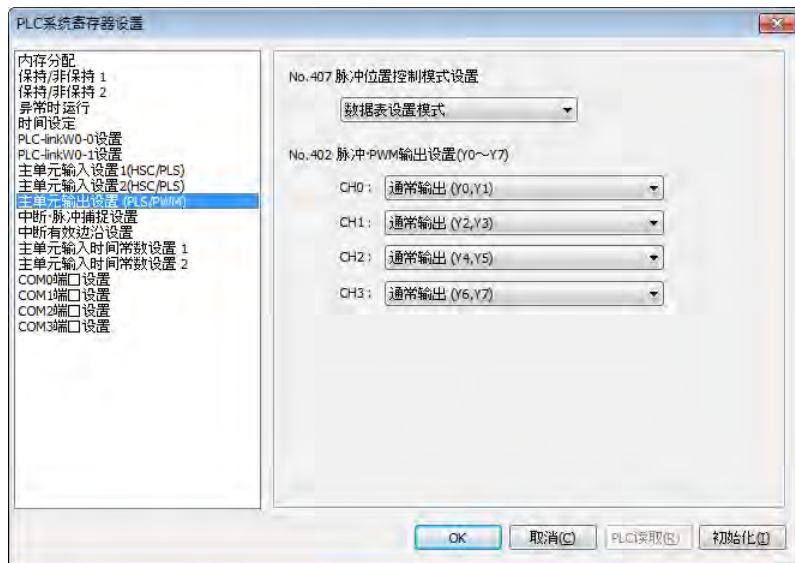 PLC系统寄存器设置
内存分配
保持/非保持 1
保持/非保持 2
异常时运行
时间设定
PLC-linkW0-0设置
PLC-linkW0-1设置
主单元输入设置1(HSC/PLS)
主单元输入设置2(HSC/PLS)
主单元输出设置 (PLS/PWM)
中断·脉冲捕捉设置
中断有效边沿设置
主单元输入时间常数设置 1
主单元输入时间常数设置 2
COM0端口设置
COM1端口设置
COM2端口设置
COM3端口设置
No.407 脉冲位置控制模式设置
数据表设置模式
No.402 脉冲·PWM输出设置(Y0～Y7)
CH0： 通常输出 (Y0,Y1)
CH1： 通常输出 (Y2,Y3)
CH2： 通常输出 (Y4,Y5)
CH3： 通常输出 (Y6,Y7)
OK 取消(C) PLC读取(R) 初始化(I)